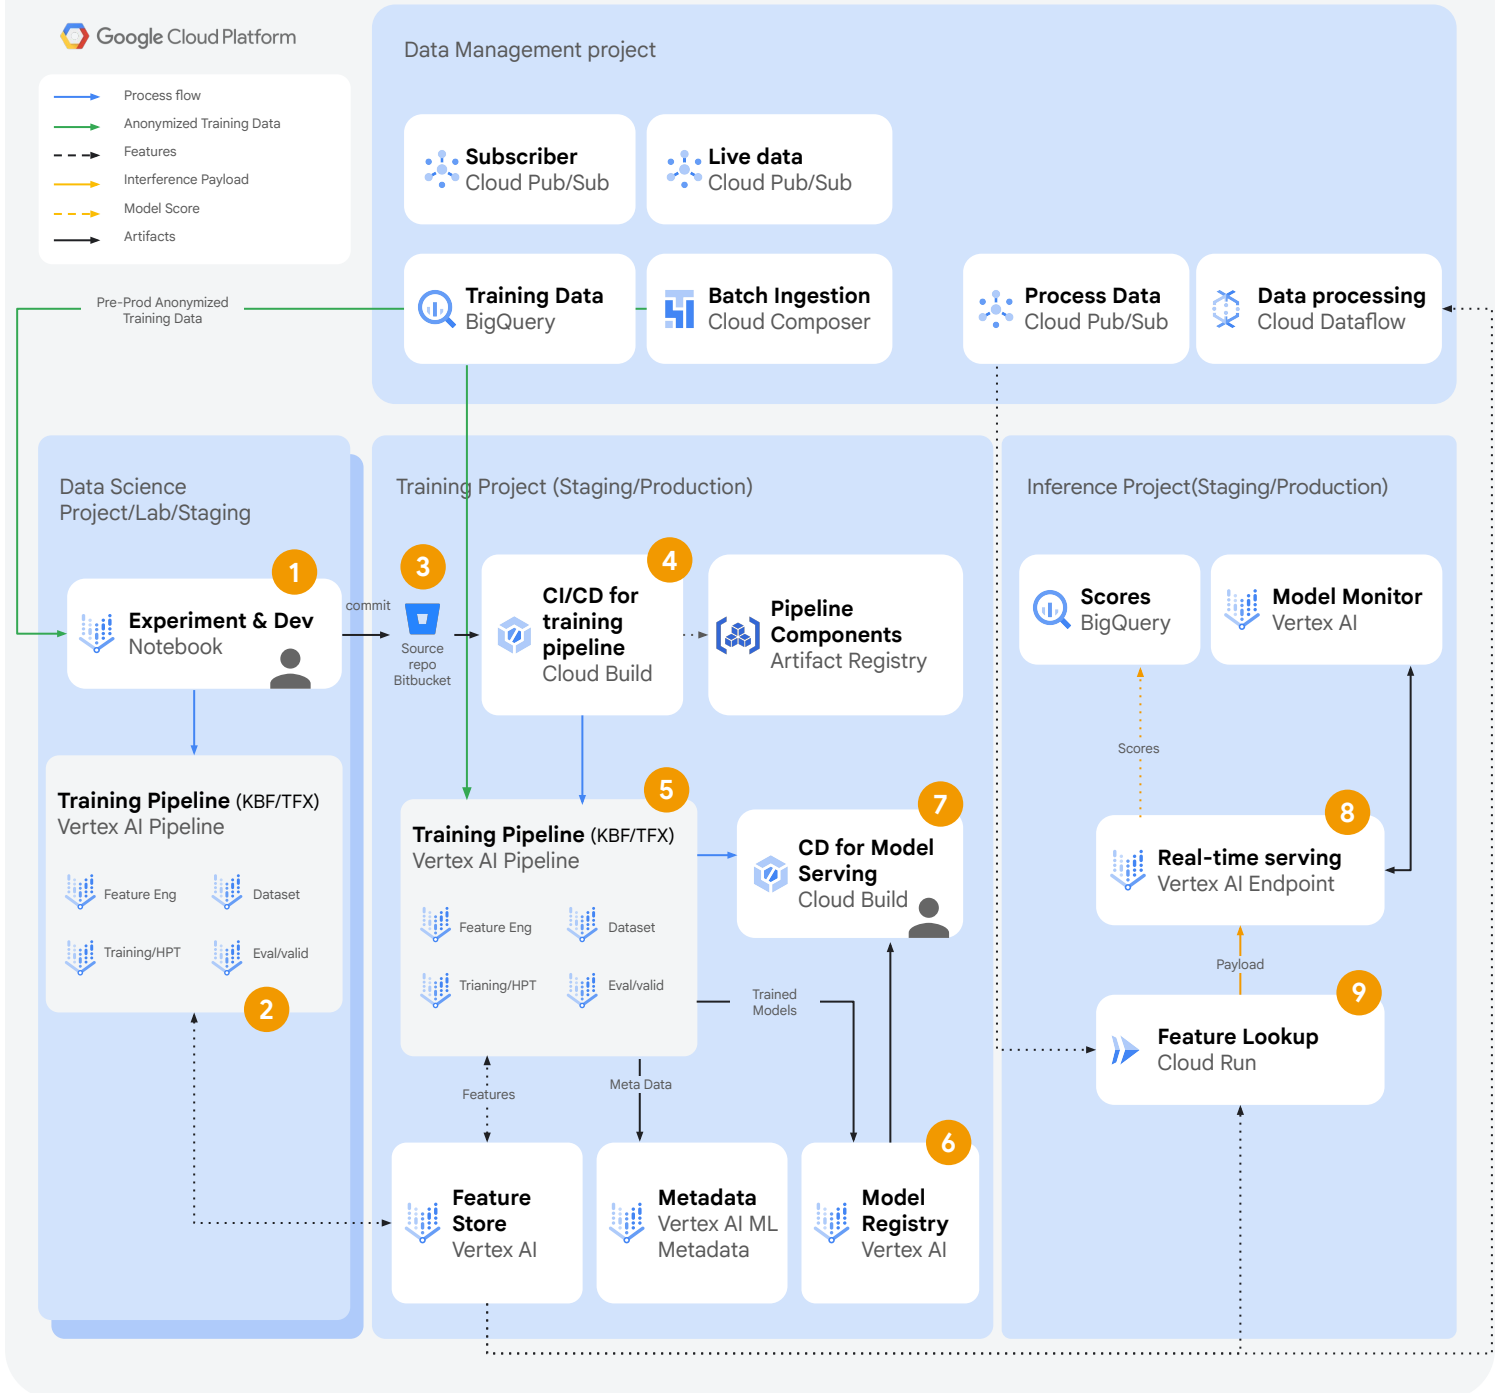 Google Cloud Platform
Process flow
Anonymized Training Data
Features
Interference Payload
Model Score
Artifacts
Data Management project
Subscriber
Cloud Pub/Sub
Live data
Cloud Pub/Sub
Training Data
BigQuery
Batch Ingestion
Cloud Composer
Process Data
Cloud Pub/Sub
Data processing
Cloud Dataflow
Pre-Prod Anonymized
Training Data
Data Science
Project/Lab/Staging
1
Experiment & Dev
Notebook
Training Pipeline (KBF/TFX)
Vertex AI Pipeline
Feature Eng
Dataset
Training/HPT
Eval/valid
2
Training Project (Staging/Production)
commit
3
Source
repo
Bitbucket
4
CI/CD for
training
pipeline
Cloud Build
Pipeline
Components
Artifact Registry
5
Training Pipeline (KBF/TFX)
Vertex AI Pipeline
Feature Eng
Dataset
Trianing/HPT
Eval/valid
7
CD for Model
Serving
Cloud Build
Trained
Models
Features
Meta Data
Feature
Store
Vertex AI
Metadata
Vertex AI ML
Metadata
6
Model
Registry
Vertex AI
Inference Project(Staging/Production)
Scores
BigQuery
Model Monitor
Vertex AI
Scores
8
Real-time serving
Vertex AI Endpoint
Payload
9
Feature Lookup
Cloud Run